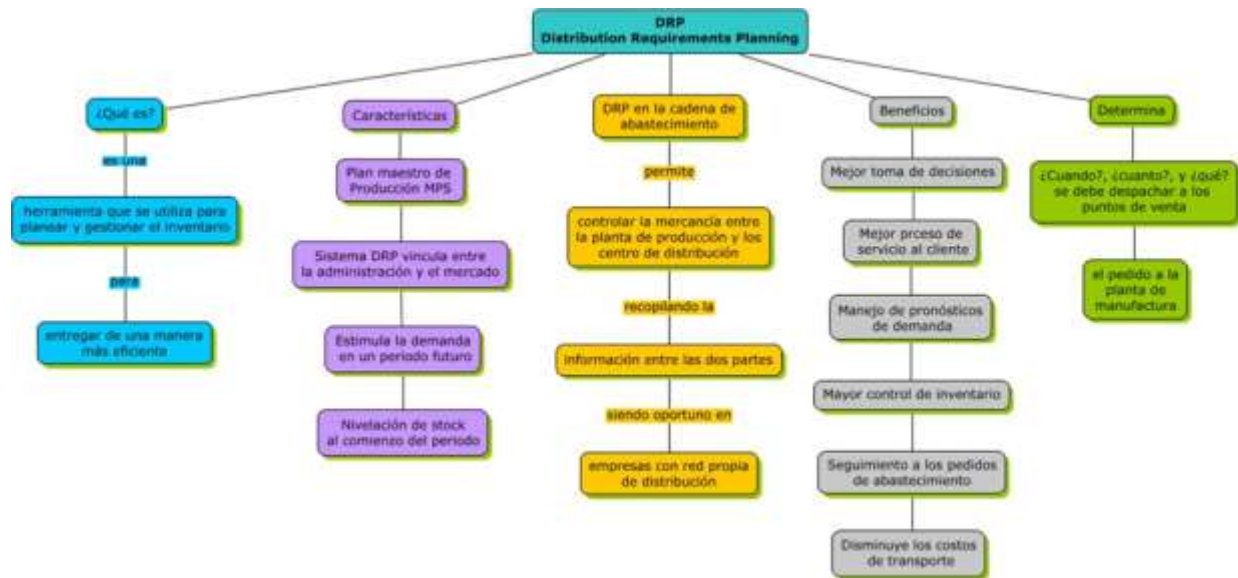 DRP
Distribution Requirements Planning
¿Qué es?
es una
herramienta que se utiliza para
planear y gestionar el inventario
para
entregar de una manera
más eficiente
Características
Plan maestro de
Producción MPS
Sistema DRP vincula entre
la administración y el mercado
Estimula la demanda
en un periodo futuro
Nivelación de stock
al comienzo del periodo
DRP en la cadena de
abastecimiento
permite
controlar la mercancía entre
la planta de producción y los
centro de distribución
recopilando la
información entre las dos partes
siendo oportuno en
empresas con red propia
de distribución
Beneficios
Mejor toma de decisiones
Mejor prceso de
servicio al cliente
Manejo de pronósticos
de demanda
Mayor control de inventario
Seguimiento a los pedidos
de abastecimiento
Disminuye los costos
de transporte
Determina
¿Cuando?, ¿cuanto?, y ¿qué?
se debe despachar a los
puntos de venta
el pedido a la
planta de
manufactura